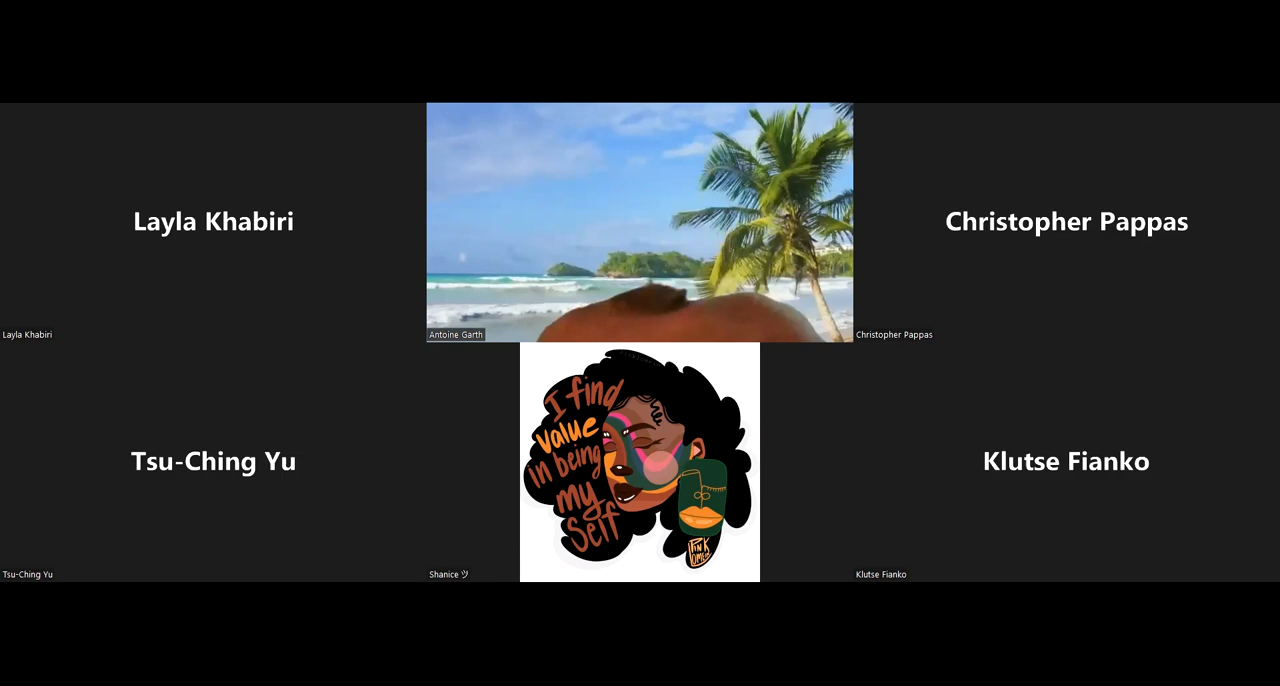 Layla Khabiri
Layla Khabiri
Antoine Garth
Christopher Pappas
Christopher Pappas
Tsu-Ching Yu
Tsu-Ching Yu
I find
value
in being
my
Self
PINK
Shanice ツ
Klutse Fianko
Klutse Fianko